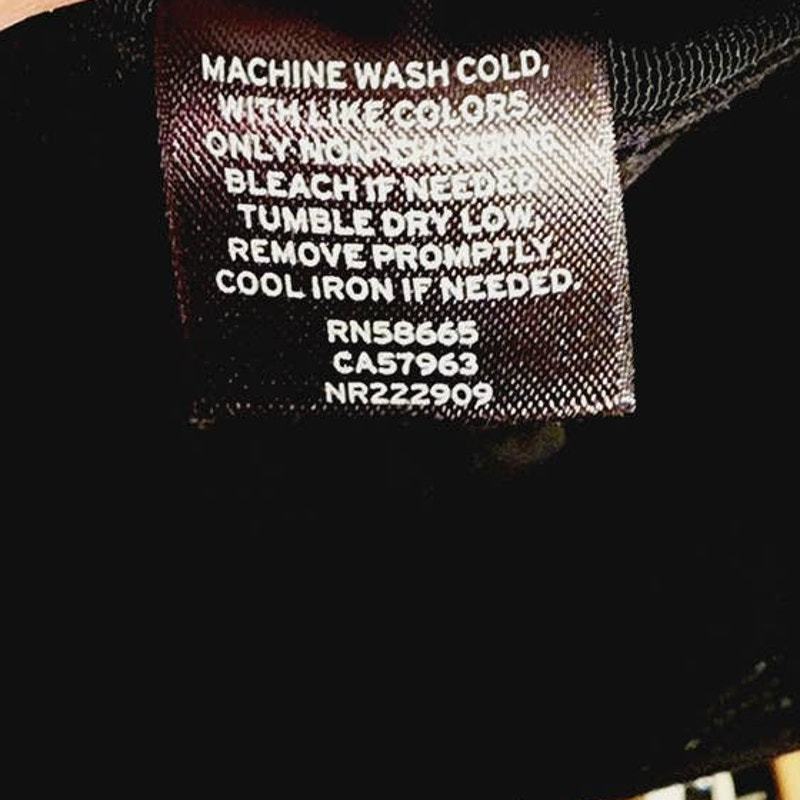 MACHINE WASH COLD,
WITH LIKE COLORS.
ONLY NON-CHLORINE
BLEACH IF NEEDED
TUMBLE DRY LOW,
REMOVE PROMPTLY.
COOL IRON IF NEEDED.
RN58665
CA57963
NR222909